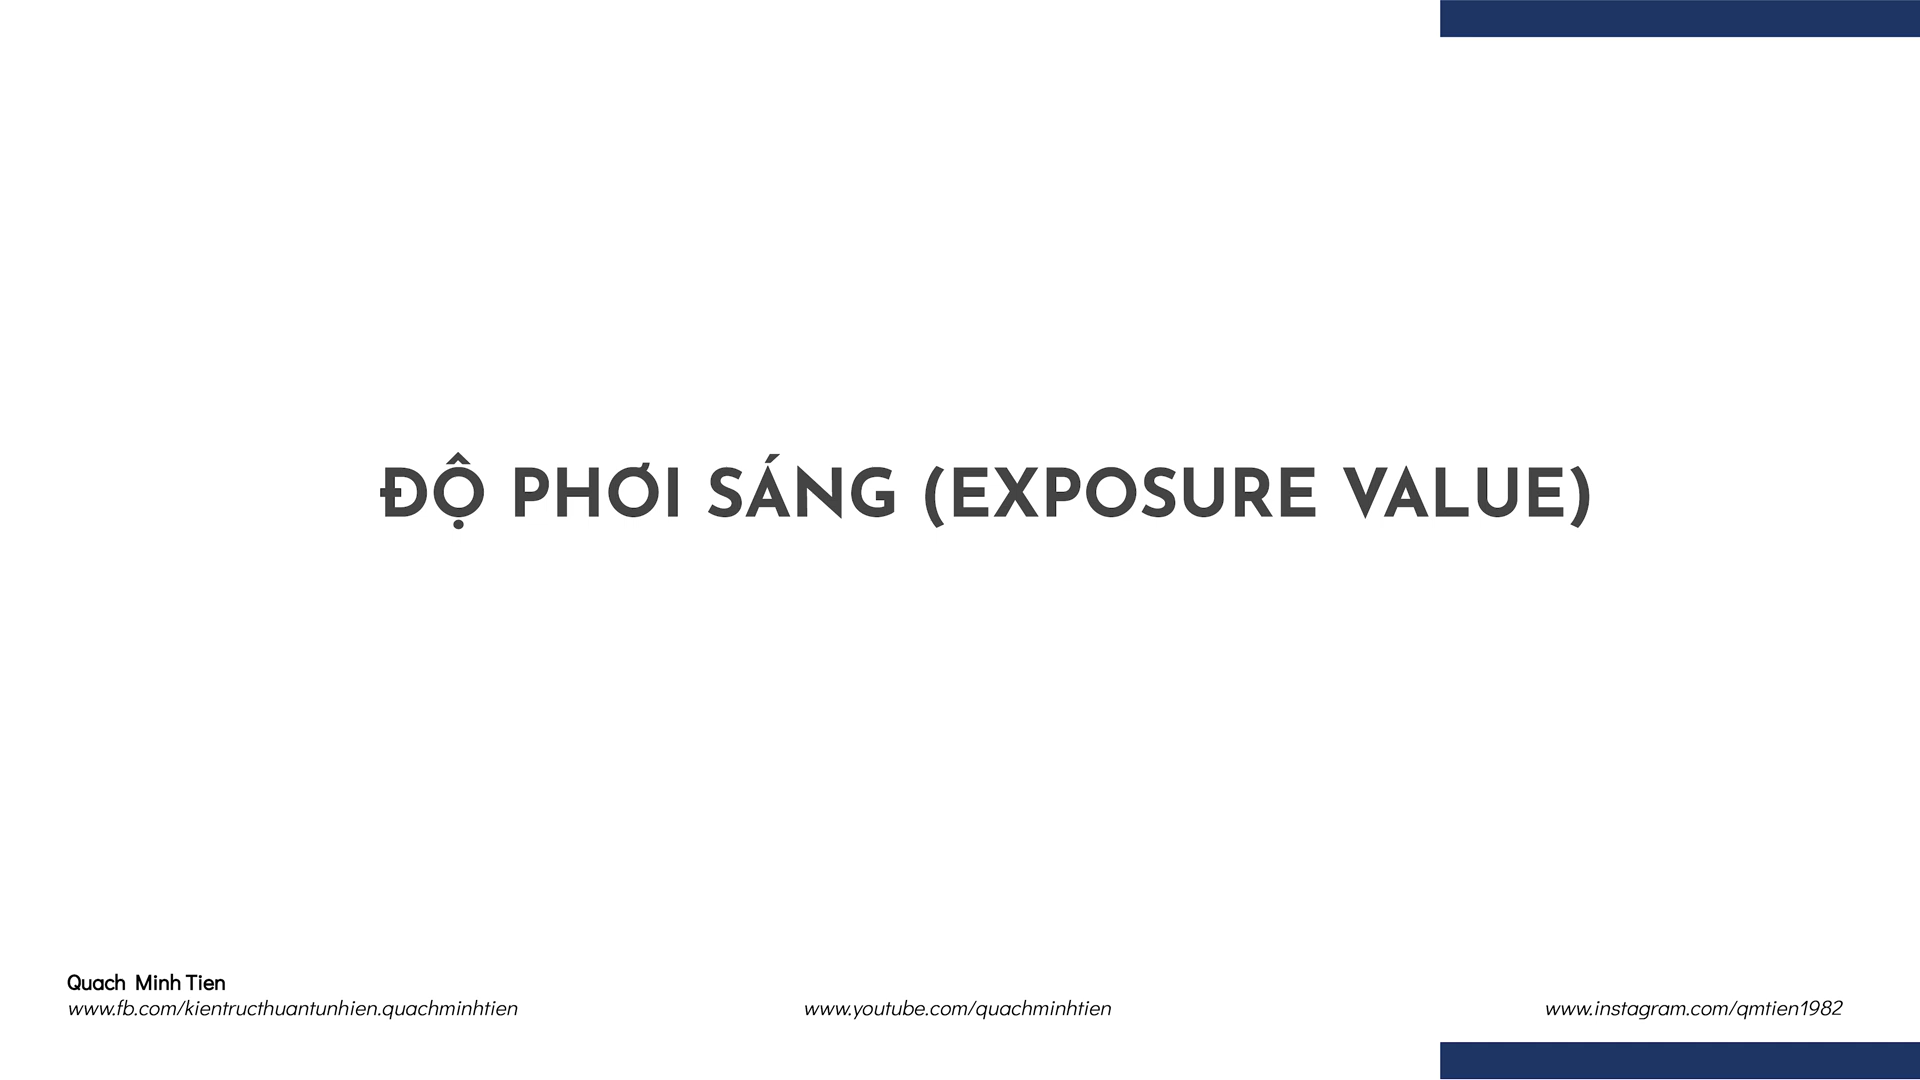 ĐỘ PHƠI SÁNG (EXPOSURE VALUE)
Quach Minh Tien
www.fb.com/kientructhuantunhien.quachminhtien
www.youtube.com/quachminhtien
www.instagram.com/qmtien1982